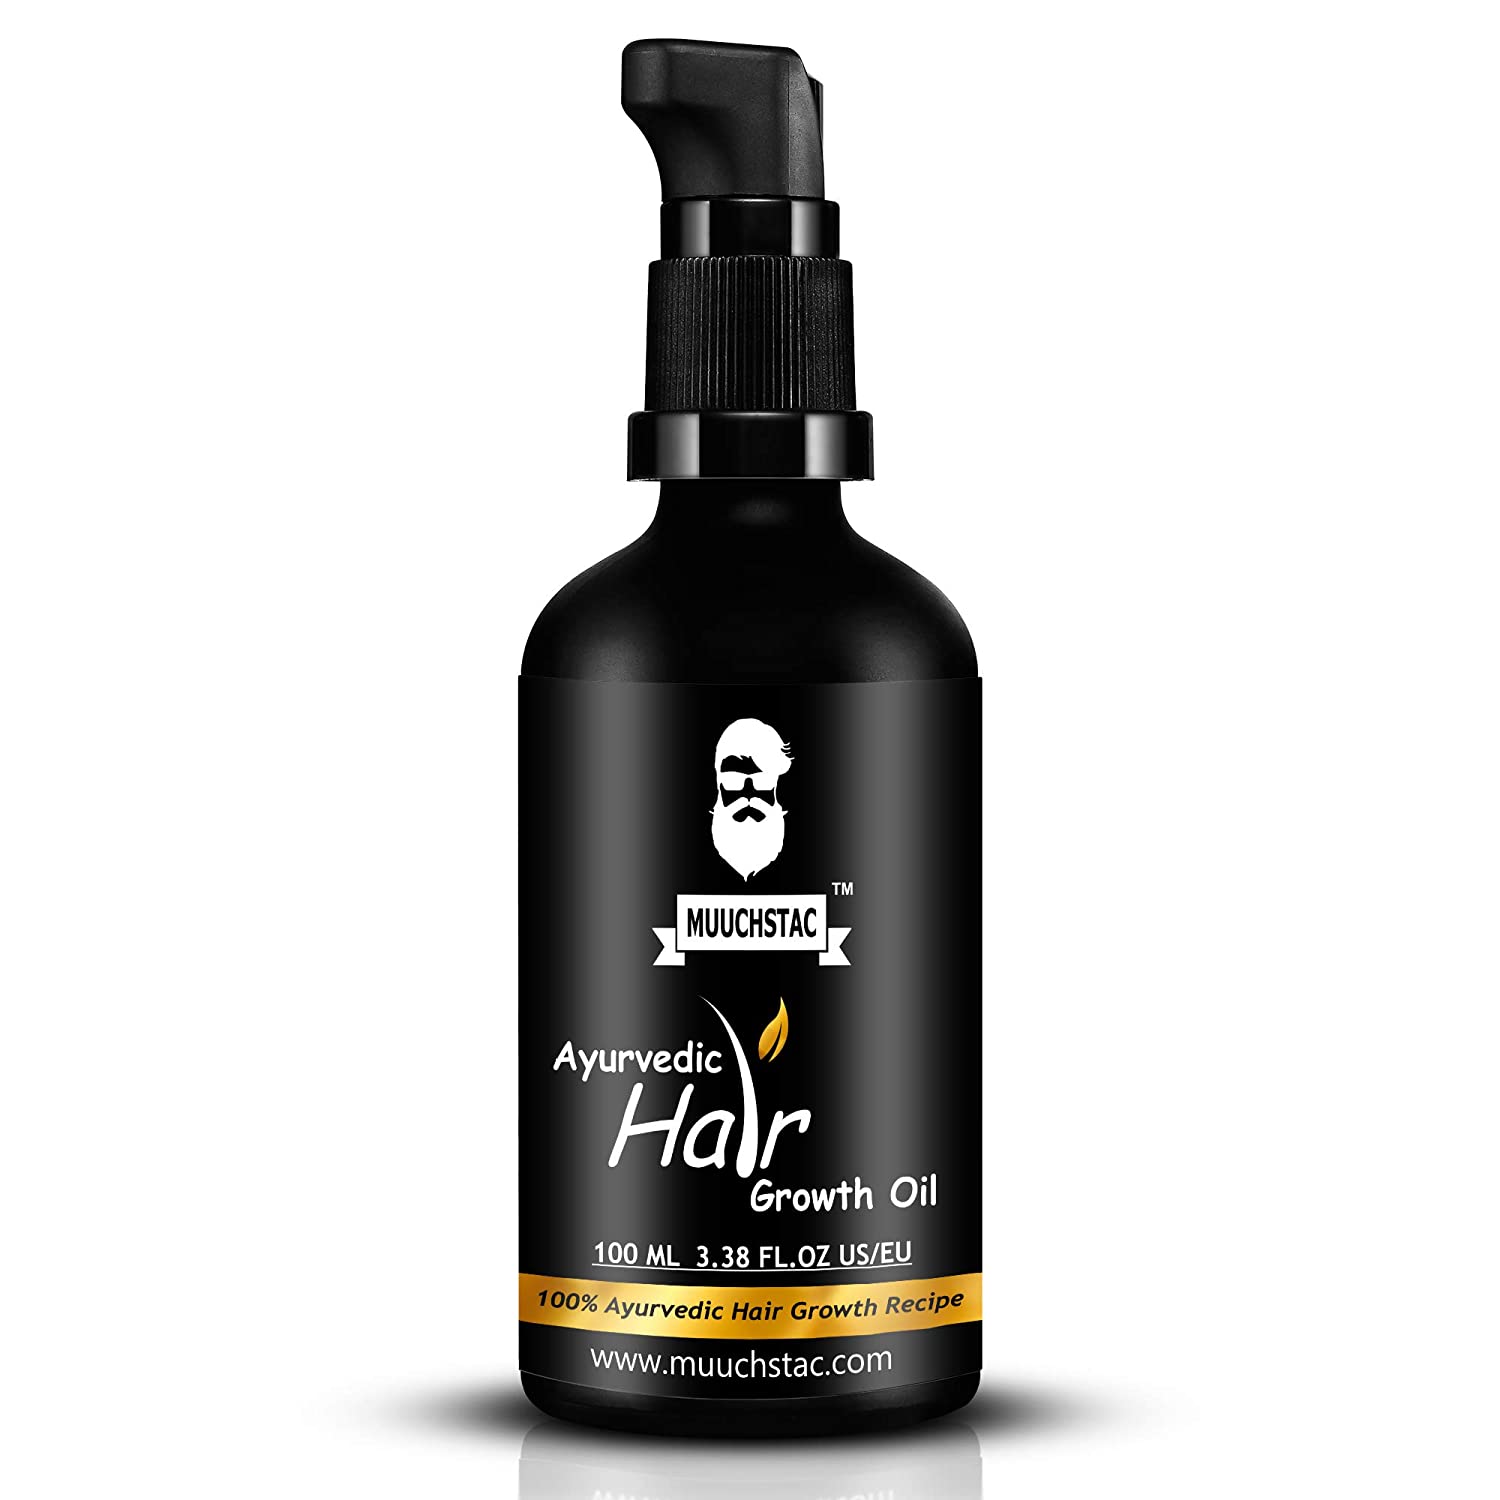 MUUCHSTAC TM
Ayurvedic
Hair
Growth Oil
100 ML 3.38 FL.OZ US/EU
100% Ayurvedic Hair Growth Recipe
www.muuchstac.com